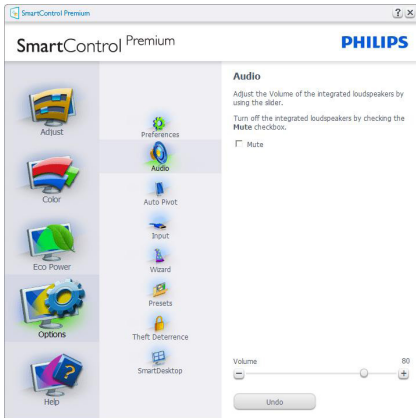 SmartControl Premium
SmartControl Premium
PHILIPS
Adjust
Color
Eco Power
Options
Help
Preferences
Audio
Auto Pivot
Input
Wizard
Presets
Theft Deterrence
SmartDesktop
Audio
Adjust the Volume of the integrated loudspeakers by
using the slider.
Turn off the integrated loudspeakers by checking the
Mute checkbox.
Mute
Volume 80
Undo